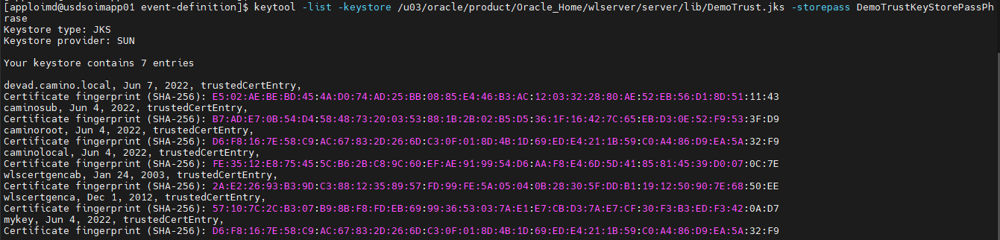 [apploimd@usdsoimapp01 event-definition]$ keytool -list -keystore /u03/oracle/product/Oracle_Home/wlserver/server/lib/DemoTrust.jks -storepass DemoTrustKeyStorePassPh
rase
Keystore type: JKS
Keystore provider: SUN
Your keystore contains 7 entries
devad.camino.local, Jun 7, 2022, trustedCertEntry,
Certificate fingerprint (SHA-256): E5:02:AE:BE:BD:45:4A:D0:74:AD:25:BB:08:85:E4:46:B3:AC:12:03:32:28:80:AE:52:EB:56:D1:8D:51:11:43
caminosub, Jun 4, 2022, trustedCertEntry,
Certificate fingerprint (SHA-256): B7:AD:E7:0B:54:D4:58:48:73:20:03:53:88:1B:2B:02:B5:D5:36:1F:16:42:7C:65:EB:D3:0E:52:F9:53:3F:D9
caminoroot, Jun 4, 2022, trustedCertEntry,
Certificate fingerprint (SHA-256): D6:F8:16:7E:58:C9:AC:67:83:2D:26:6D:C3:0F:01:8D:4B:1D:69:ED:E4:21:1B:59:C0:A4:86:D9:EA:5A:32:F9
caminolocal, Jun 4, 2022, trustedCertEntry,
Certificate fingerprint (SHA-256): FE:35:12:E8:75:45:5C:B6:2B:C8:9C:60:EF:AE:91:99:54:D6:AA:F8:E4:6D:5D:41:85:81:45:39:D0:07:0C:7E
wlscertgencab, Jan 24, 2003, trustedCertEntry,
Certificate fingerprint (SHA-256): 2A:E2:26:93:B3:9D:C3:88:12:35:89:57:FD:99:FE:5A:05:04:0B:28:30:5F:DD:B1:19:12:50:90:7E:68:50:EE
wlscertgenca, Dec 1, 2012, trustedCertEntry,
Certificate fingerprint (SHA-256): 57:10:7C:2C:B3:07:B9:8B:F8:FD:EB:69:99:36:53:03:7A:E1:E7:CB:D3:7A:E7:CF:30:F3:B3:ED:F3:42:0A:D7
mykey, Jun 4, 2022, trustedCertEntry,
Certificate fingerprint (SHA-256): D6:F8:16:7E:58:C9:AC:67:83:2D:26:6D:C3:0F:01:8D:4B:1D:69:ED:E4:21:1B:59:C0:A4:86:D9:EA:5A:32:F9